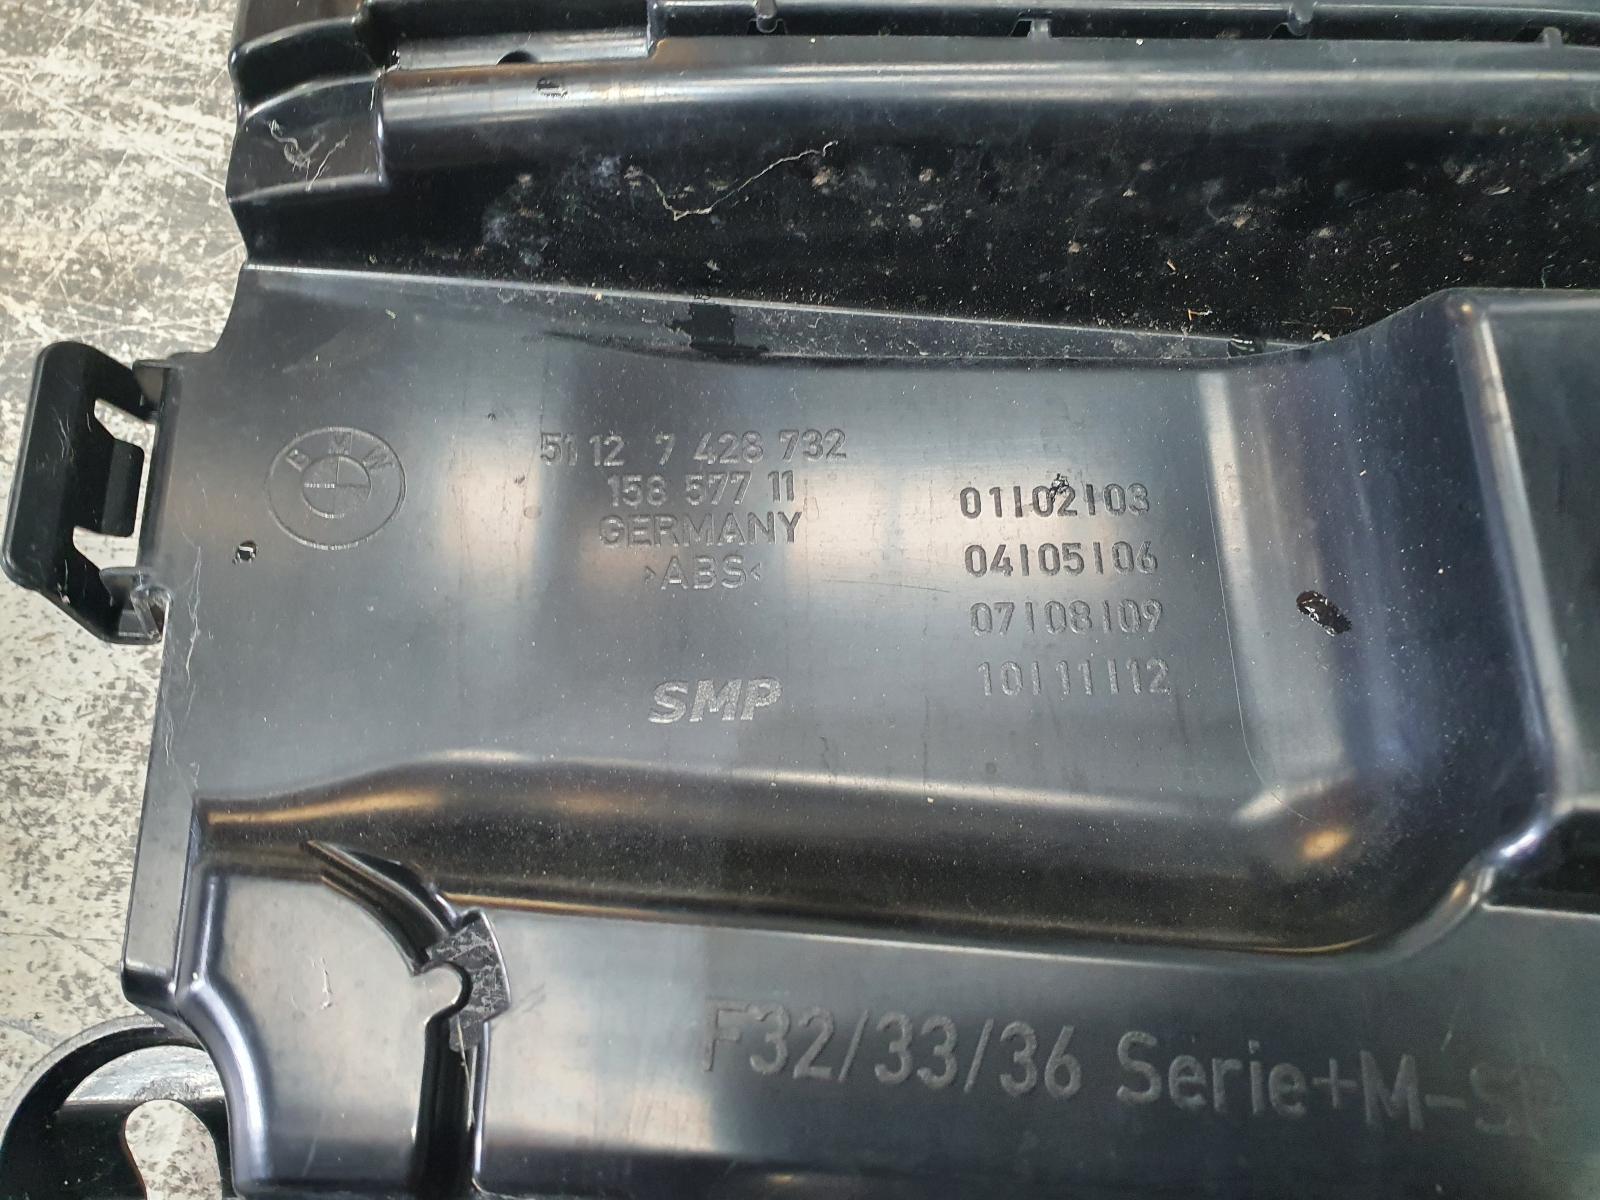 BMW
51 12 7 428 732
158 577 11
GERMANY
>ABS<
01|02|03
04|05|06
07|08|09
10|11|12
SMP
F32/33/36 Serie+M-SP